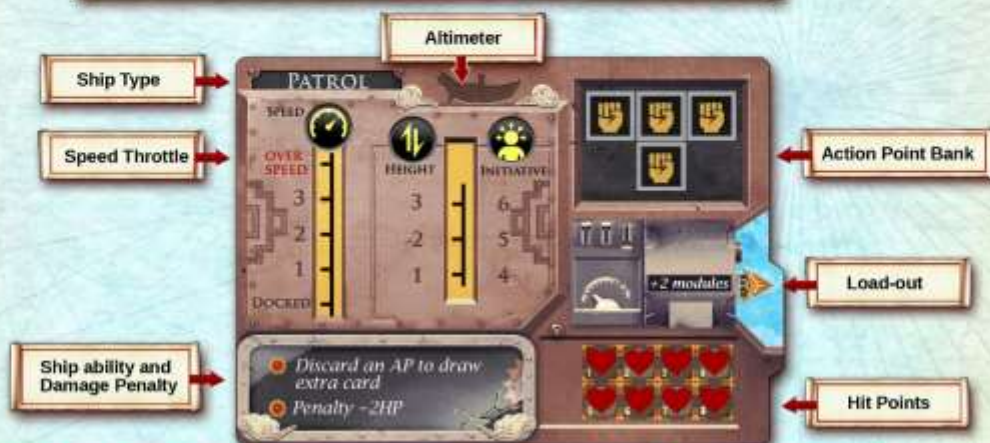 Altimeter
Ship Type
PATROL
Speed Throttle
SPEED
OVER
SPEED
HEIGHT
INITIATIVE
3
2
1
DOCKED
3
2
1
6
5
4
Action Point Bank
+2 modules
Load-out
Ship ability and
Damage Penalty
Discard an AP to draw
extra card
Penalty -2HP
Hit Points